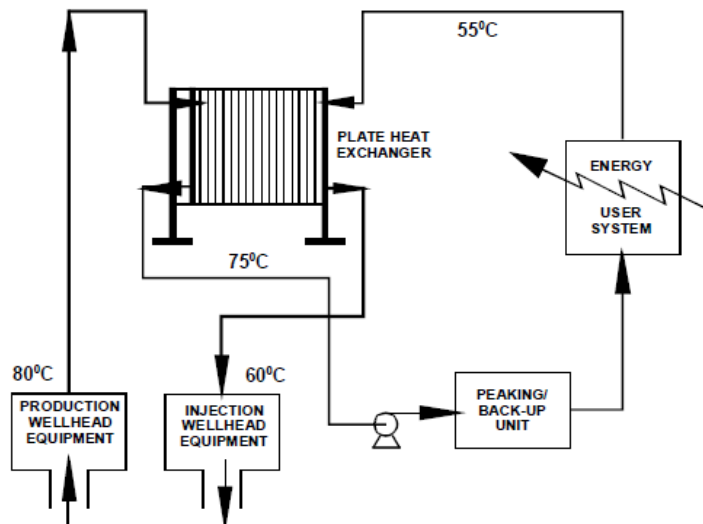 55⁰C
PLATE HEAT
EXCHANGER
ENERGY
USER
SYSTEM
75⁰C
80⁰C
60⁰C
PRODUCTION
WELLHEAD
EQUIPMENT
INJECTION
WELLHEAD
EQUIPMENT
PEAKING/
BACK-UP
UNIT